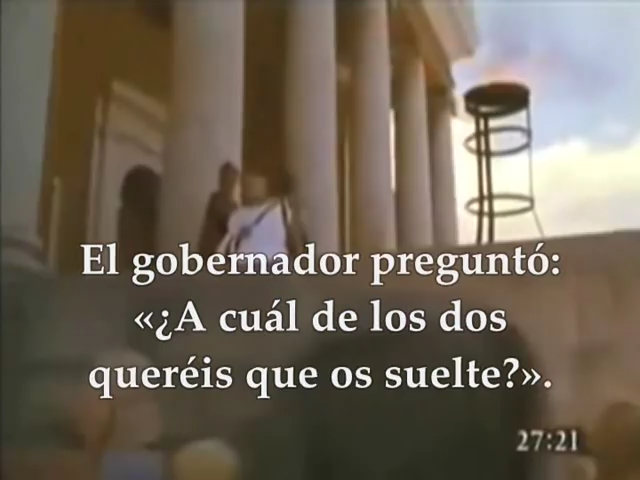 El gobernador preguntó:
«¿A cuál de los dos
queréis que os suelte?».
27:21